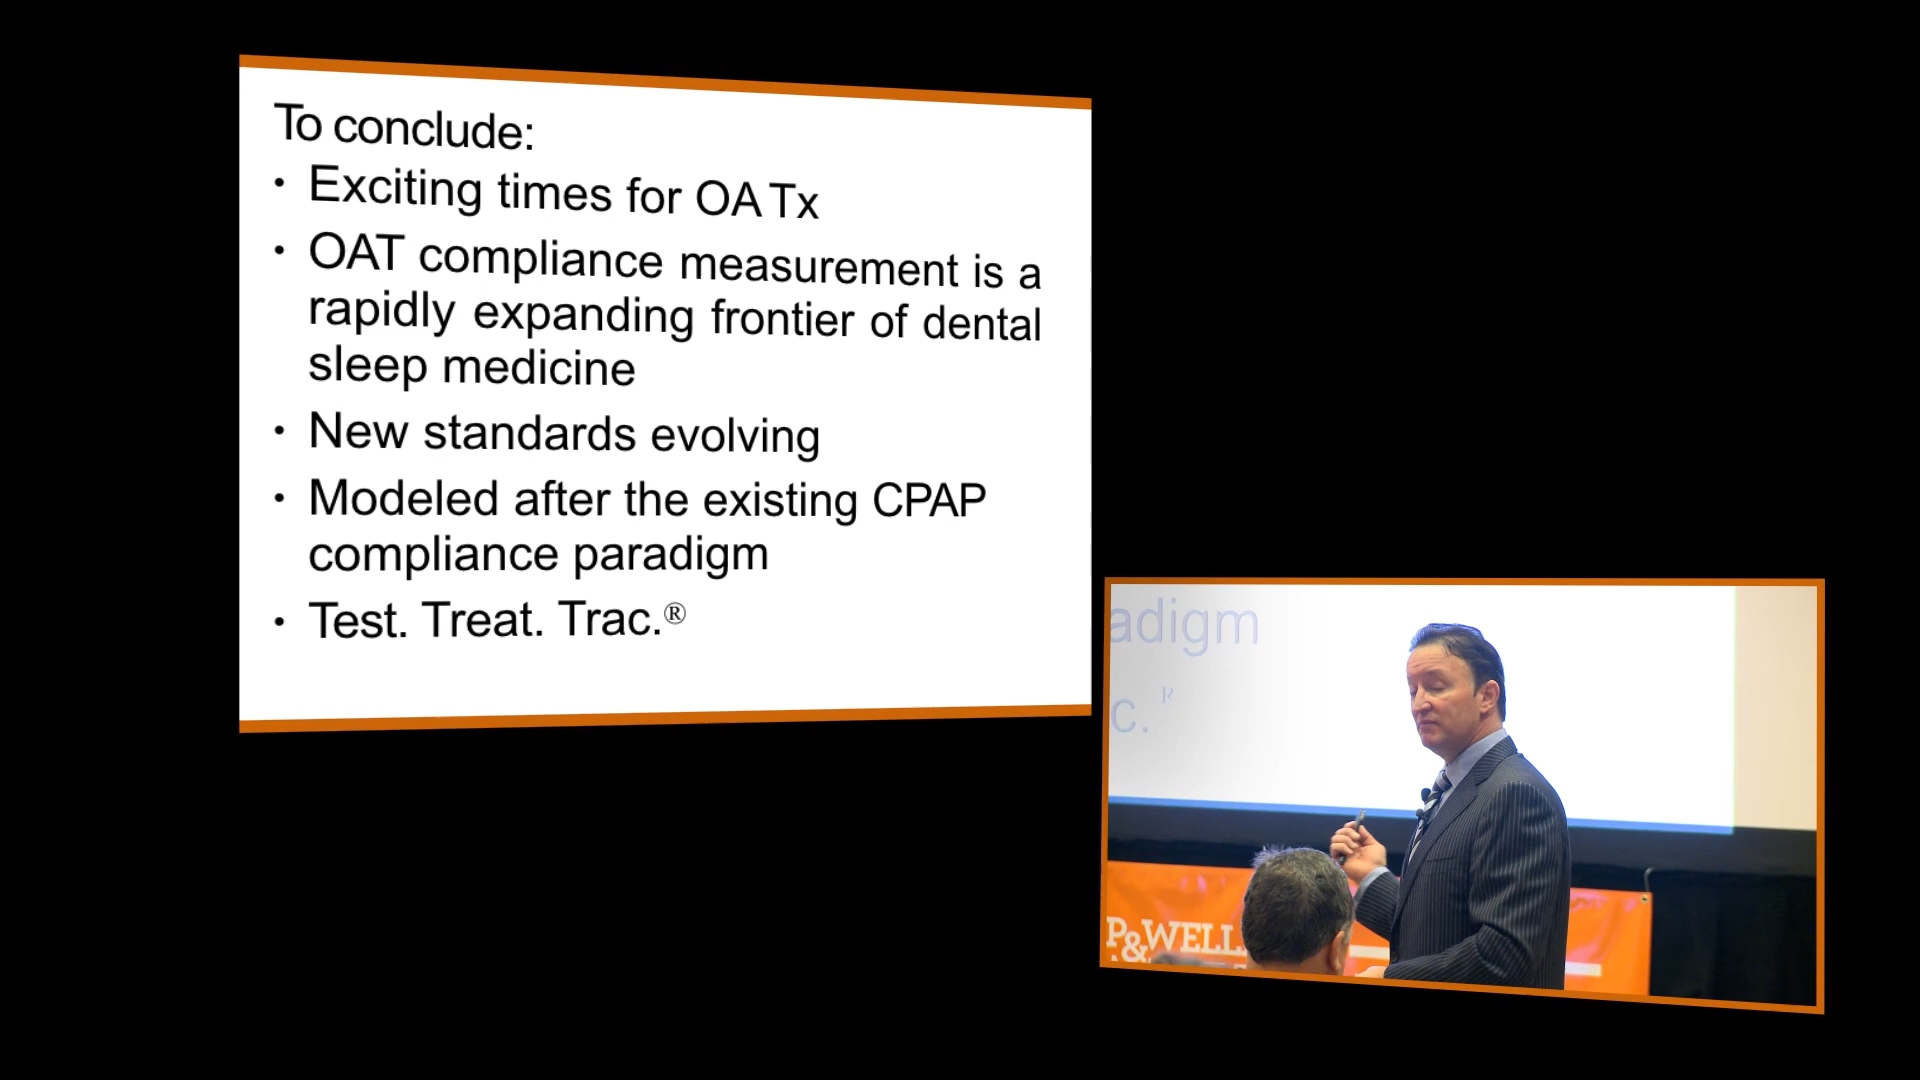 To conclude:
• Exciting times for OA Tx
• OAT compliance measurement is a
rapidly expanding frontier of dental
sleep medicine
• New standards evolving
• Modeled after the existing CPAP
compliance paradigm
• Test. Treat. Trac.®
adigm
c. R
P&WELL